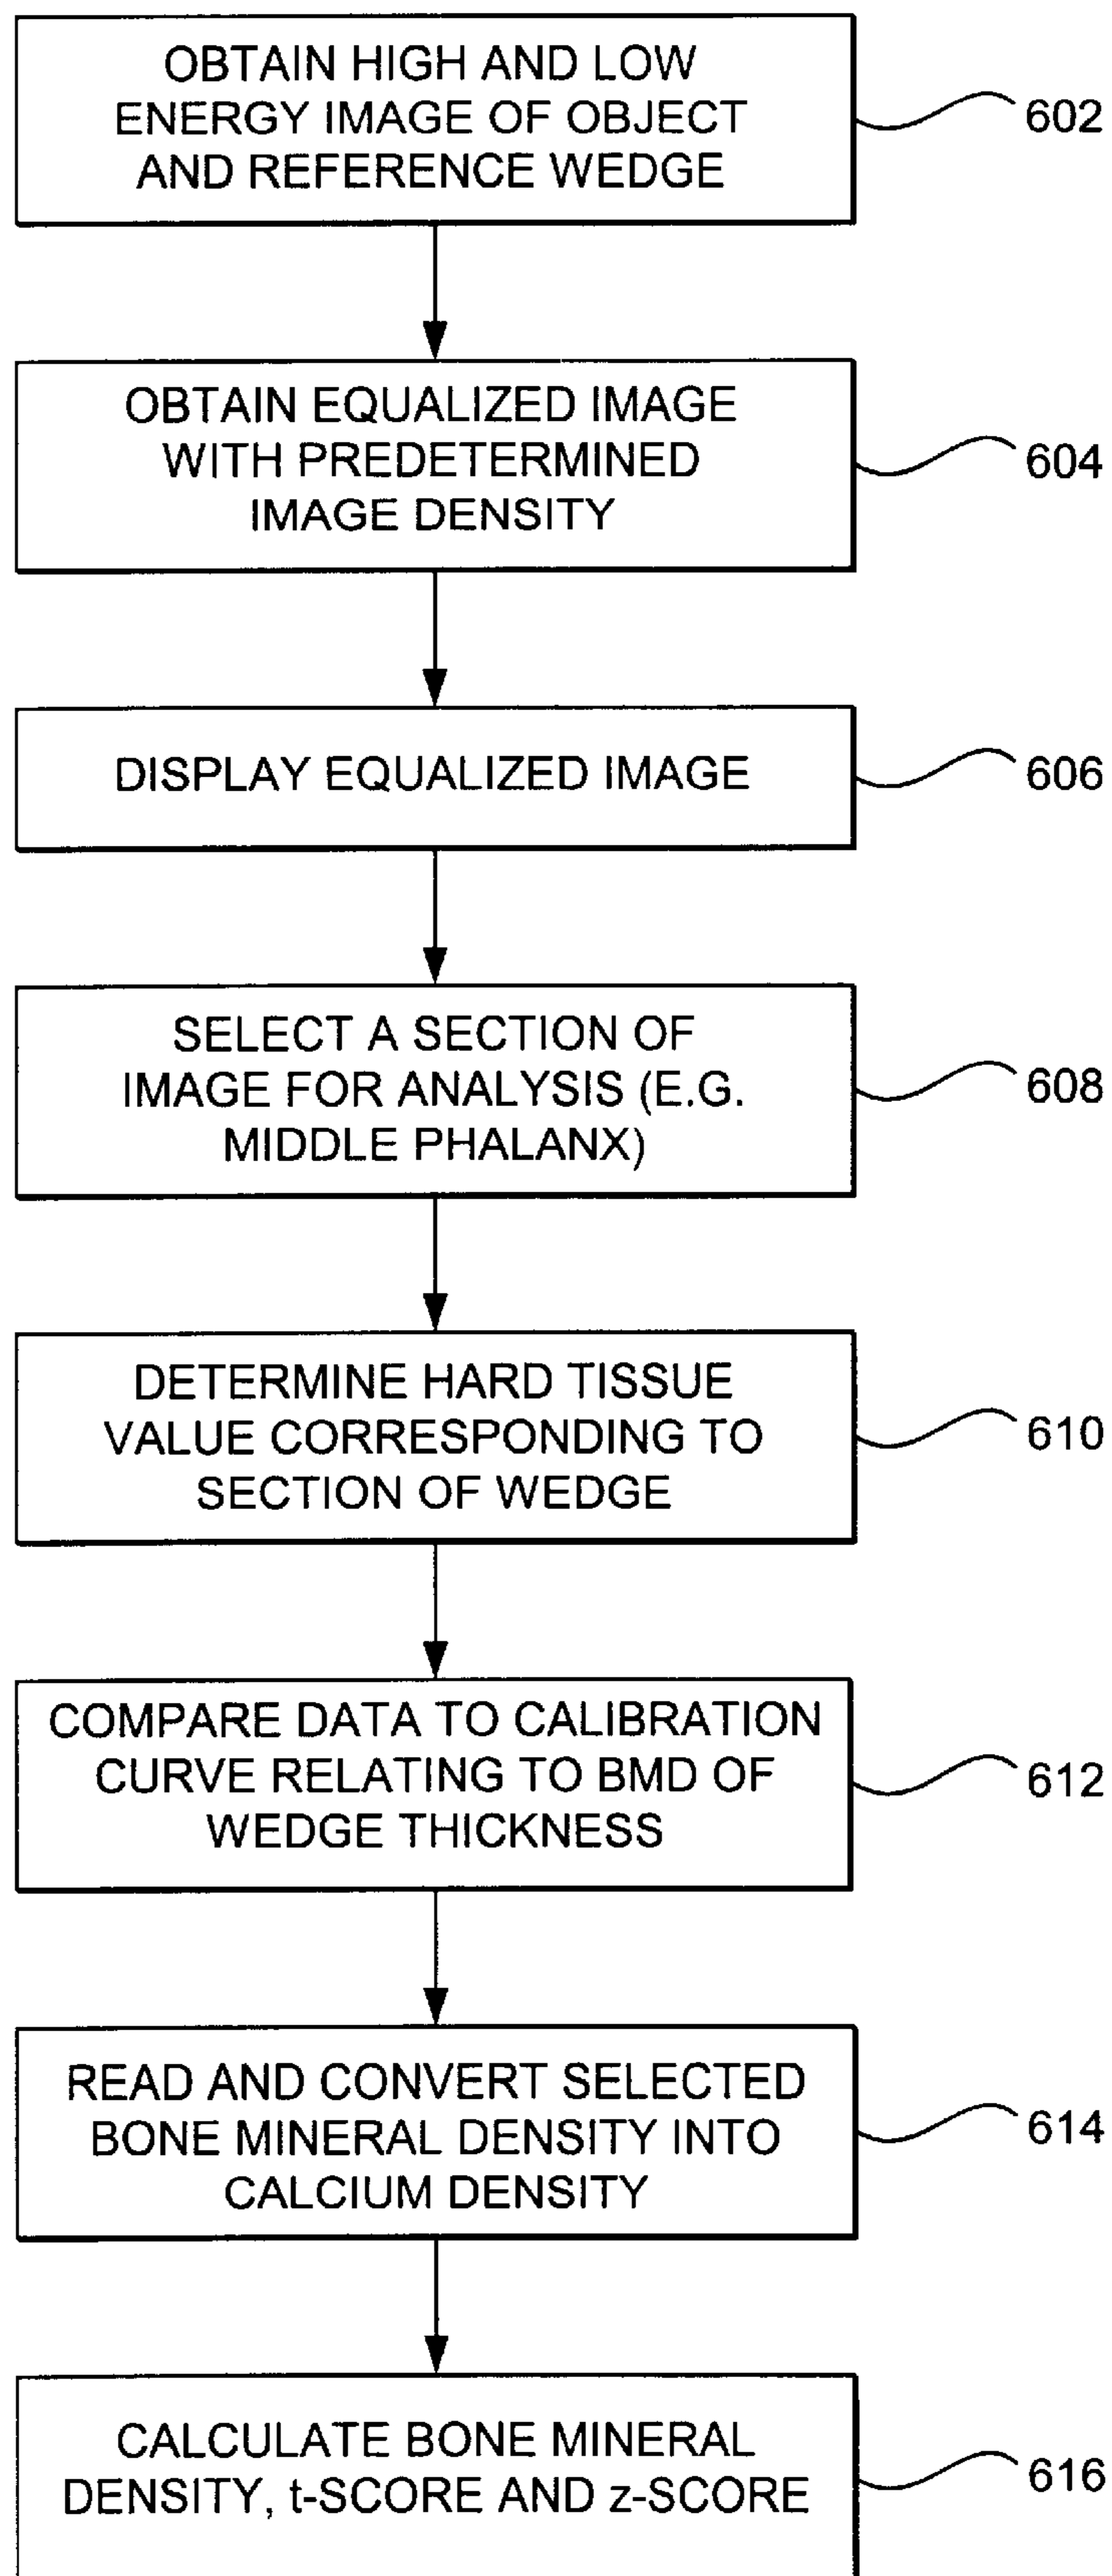 OBTAIN HIGH AND LOW
ENERGY IMAGE OF OBJECT
AND REFERENCE WEDGE
602
OBTAIN EQUALIZED IMAGE
WITH PREDETERMINED
IMAGE DENSITY
604
DISPLAY EQUALIZED IMAGE
606
SELECT A SECTION OF
IMAGE FOR ANALYSIS (E.G.
MIDDLE PHALANX)
608
DETERMINE HARD TISSUE
VALUE CORRESPONDING TO
SECTION OF WEDGE
610
COMPARE DATA TO CALIBRATION
CURVE RELATING TO BMD OF
WEDGE THICKNESS
612
READ AND CONVERT SELECTED
BONE MINERAL DENSITY INTO
CALCIUM DENSITY
614
CALCULATE BONE MINERAL
DENSITY, t-SCORE AND z-SCORE
616